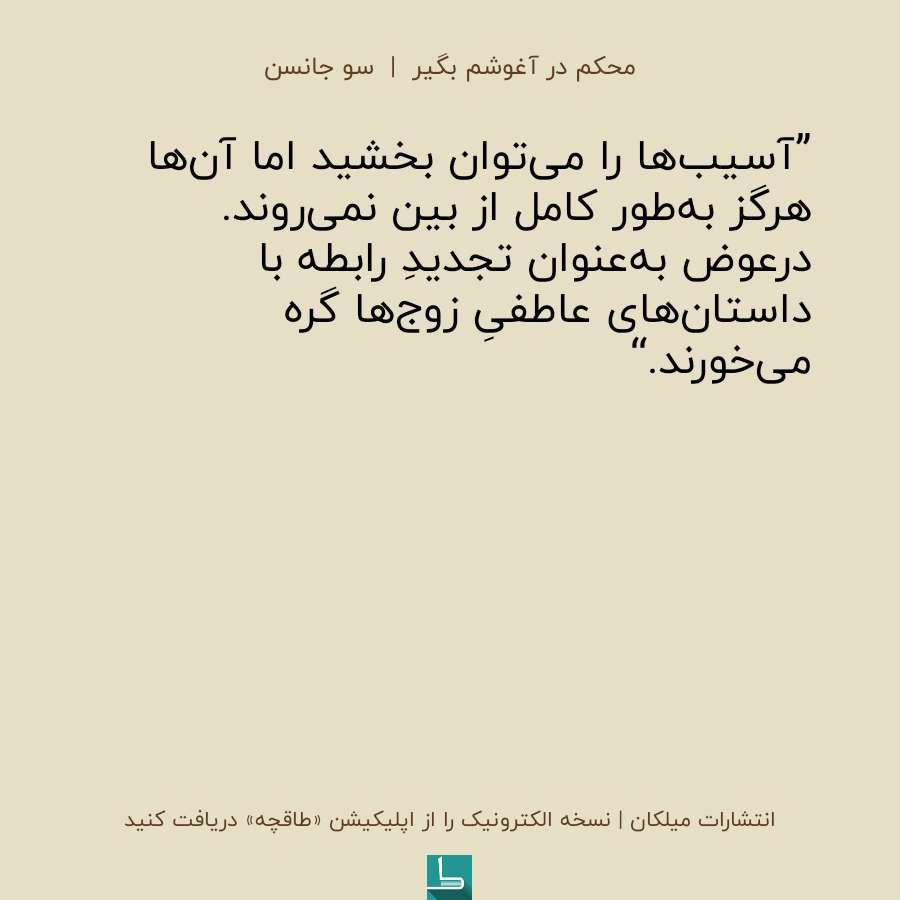 محکم در آغوشم بگیر | سو جانسن
”آسیب‌ها را می‌توان بخشید اما آن‌ها
هرگز به‌طور کامل از بین نمی‌روند.
درعوض به‌عنوان تجدیدِ رابطه با
داستان‌های عاطفیِ زوج‌ها گره
می‌خورند.“
انتشارات میلکان | نسخه الکترونیک را از اپلیکیشن «طاقچه» دریافت کنید